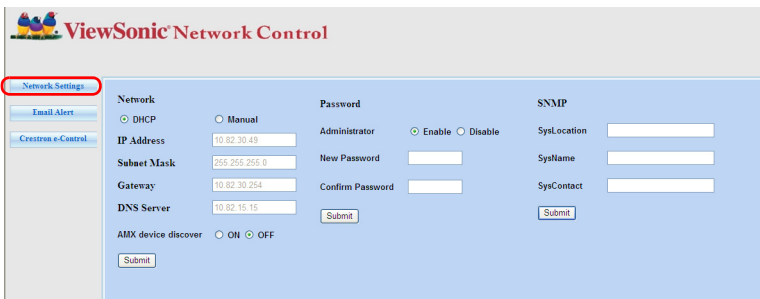 ViewSonic® Network Control
Network Settings
Email Alert
Crestron e-Control
Network
DHCP Manual
IP Address 10.82.30.49
Subnet Mask 255.255.255.0
Gateway 10.82.30.254
DNS Server 10.82.15.15
AMX device discover ON OFF
Submit
Password
Administrator Enable Disable
New Password
Confirm Password
Submit
SNMP
SysLocation
SysName
SysContact
Submit